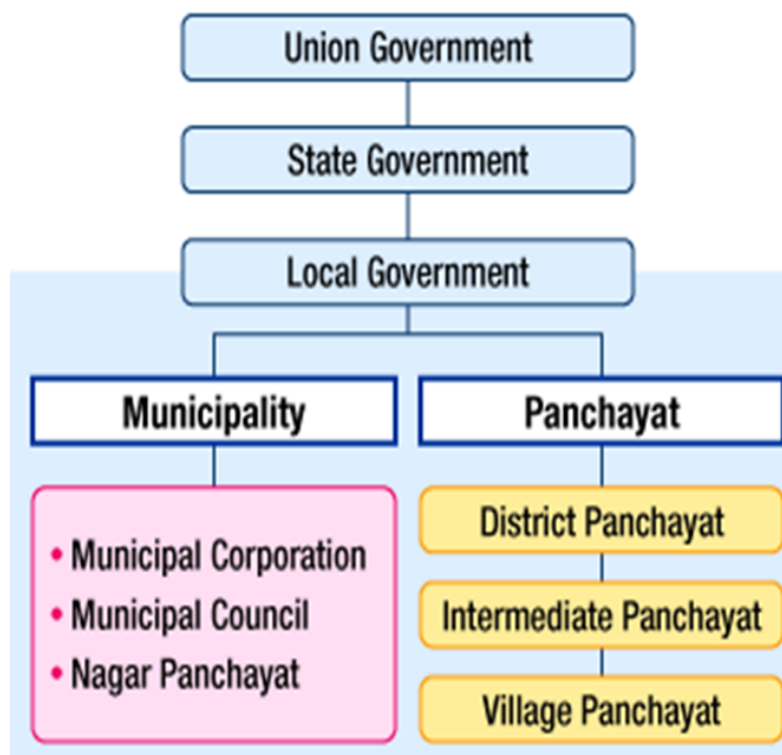 Union Government
State Government
Local Government
Municipality
Panchayat
• Municipal Corporation
• Municipal Council
• Nagar Panchayat
District Panchayat
Intermediate Panchayat
Village Panchayat